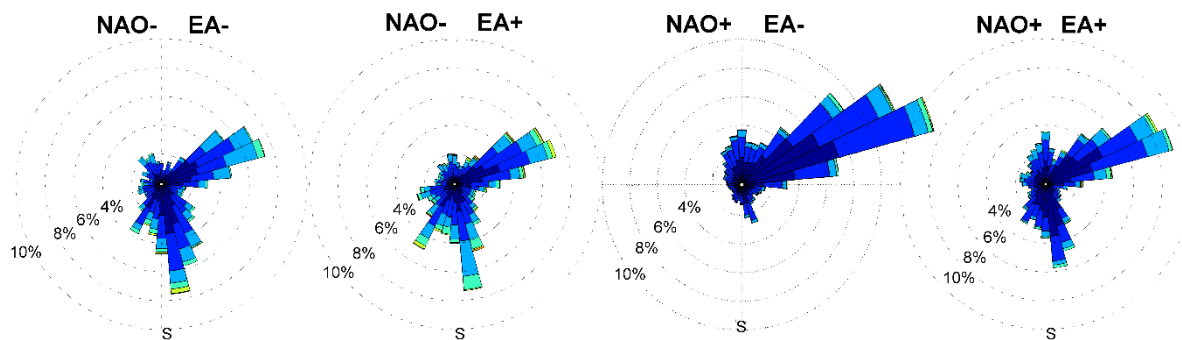 NAO- EA-
4%
6%
8%
10%
S
NAO- EA+
4%
6%
8%
10%
S
NAO+ EA-
4%
6%
8%
10%
S
NAO+ EA+
4%
6%
8%
10%
S